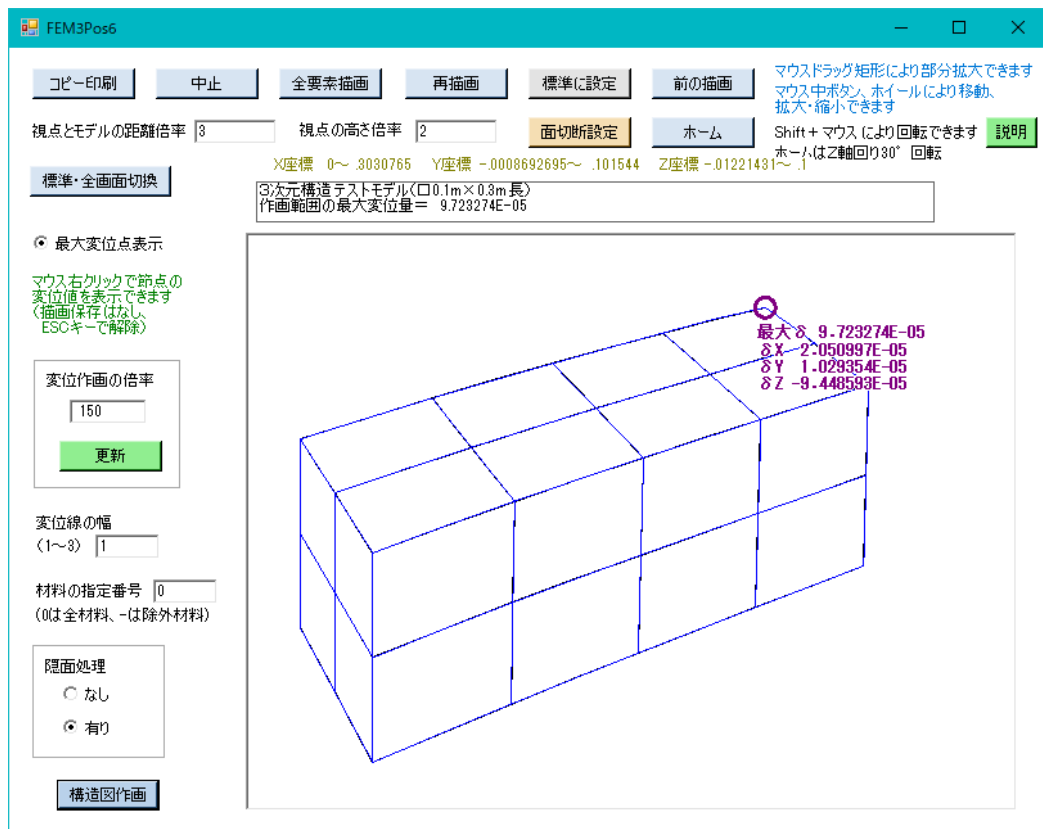 FEM3Pos6
コピー印刷 中止 全要素描画 再描画 標準に設定 前の描画
マウスドラッグ矩形により部分拡大できます
マウス中ボタン、ホイールにより移動、
拡大・縮小できます
視点とモデルの距離倍率 3 視点の高さ倍率 2 面切断設定 ホーム
Shift+マウス により回転できます 説明
ホームはZ軸回り30° 回転
X座標 0～ .3030765 Y座標 -.0008692695～ .101544 Z座標 -.01221431～ .1
標準・全画面切換
3次元構造テストモデル(口0.1m×0.3m長)
作画範囲の最大変位量＝ 9.723274E-05
最大変位点表示
マウス右クリックで節点の
変位値を表示できます
(描画保存はなし、
ESCキーで解除)
変位作画の倍率
150
更新
変位線の幅
(1～3) 1
材料の指定番号 0
(0は全材料、-は除外材料)
隠面処理
なし
有り
構造図作画
最大δ 9.723274E-05
δX 2.050997E-05
δY 1.029354E-05
δZ -9.448593E-05